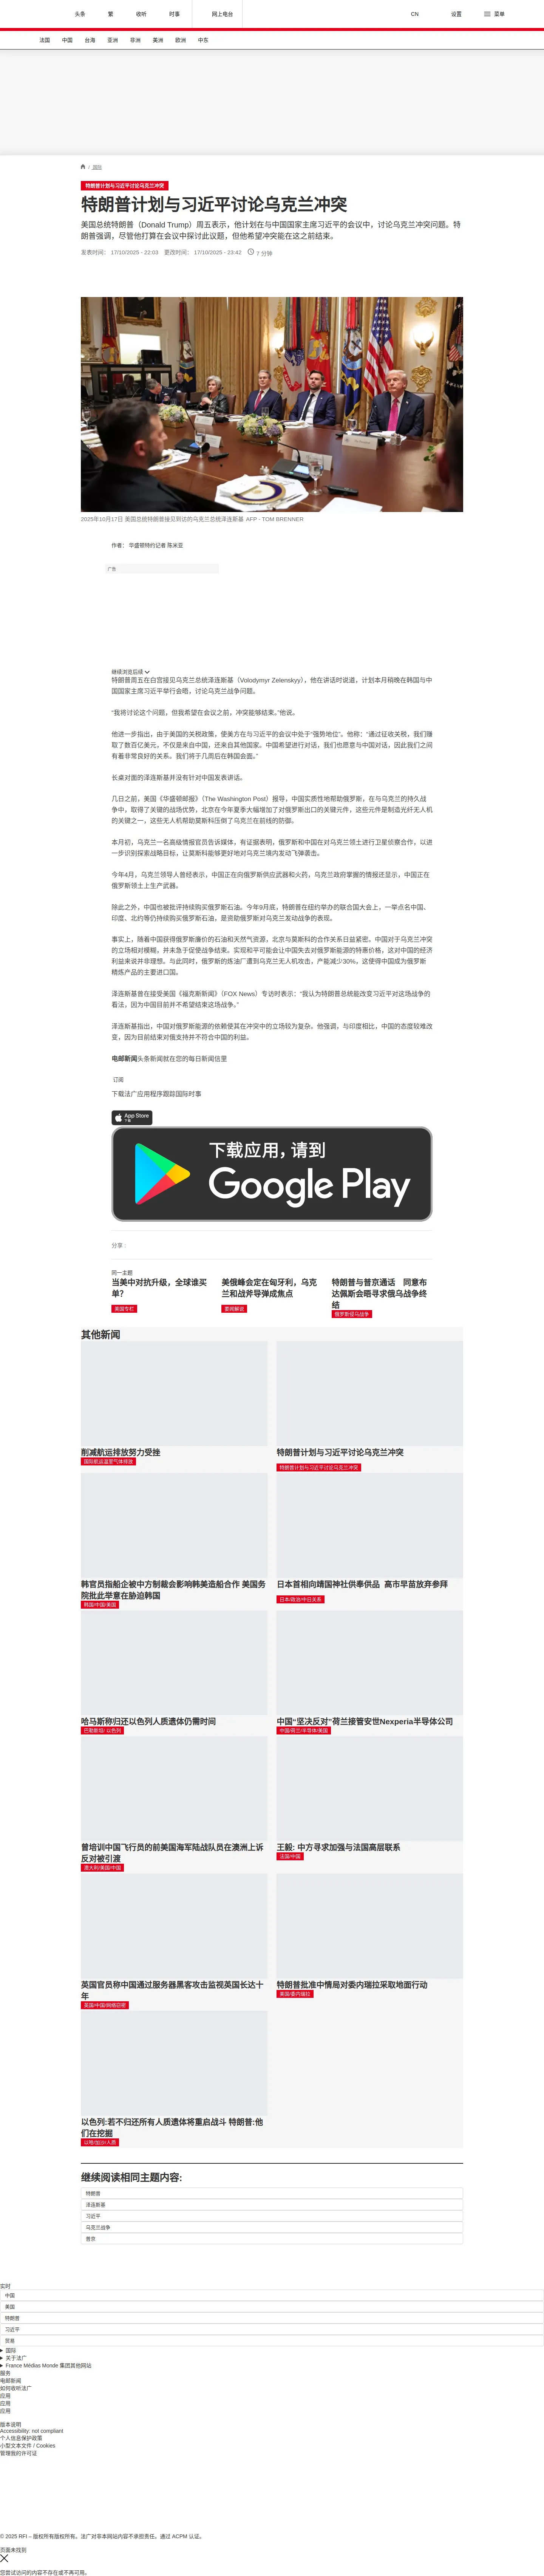 头条
繁
收听
时事
网上电台
CN
设置
菜单
法国
中国
台海
亚洲
非洲
美洲
欧洲
中东
/ 国际
特朗普计划与习近平讨论乌克兰冲突
特朗普计划与习近平讨论乌克兰冲突
美国总统特朗普（Donald Trump）周五表示，他计划在与中国国家主席习近平的会议中，讨论乌克兰冲突问题。特
朗普强调，尽管他打算在会议中探讨此议题，但他希望冲突能在这之前结束。
发表时间： 17/10/2025 - 22:03 更改时间： 17/10/2025 - 23:42 7 分钟
2025年10月17日 美国总统特朗普接见到访的乌克兰总统泽连斯基. AFP - TOM BRENNER
作者： 华盛顿特约记者 陈米亚
广告
继续浏览后续
特朗普周五在白宫接见乌克兰总统泽连斯基（Volodymyr Zelenskyy），他在讲话时说道，计划本月稍晚在韩国与中
国国家主席习近平举行会晤，讨论乌克兰战争问题。
“我将讨论这个问题，但我希望在会议之前，冲突能够结束。”他说。
他进一步指出，由于美国的关税政策，使美方在与习近平的会议中处于“强势地位”。他称：“通过征收关税，我们赚
取了数百亿美元，不仅是来自中国，还来自其他国家。中国希望进行对话，我们也愿意与中国对话，因此我们之间
有着非常良好的关系。我们将于几周后在韩国会面。”
长桌对面的泽连斯基并没有针对中国发表讲话。
几日之前，美国《华盛顿邮报》（The Washington Post）报导，中国实质性地帮助俄罗斯，在与乌克兰的持久战
争中，取得了关键的战场优势，北京在今年夏季大幅增加了对俄罗斯出口的关键元件，这些元件是制造光纤无人机
的关键之一，这些无人机帮助莫斯科压倒了乌克兰在前线的防御。
本月初，乌克兰一名高级情报官员告诉媒体，有证据表明，俄罗斯和中国在对乌克兰领土进行卫星侦察合作，以进
一步识别探索战略目标，让莫斯科能够更好地对乌克兰境内发动飞弹袭击。
今年4月，乌克兰领导人曾经表示，中国正在向俄罗斯供应武器和火药，乌克兰政府掌握的情报还显示，中国正在
俄罗斯领土上生产武器。
除此之外，中国也被批评持续购买俄罗斯石油。今年9月底，特朗普在纽约举办的联合国大会上，一举点名中国、
印度、北约等仍持续购买俄罗斯石油，是资助俄罗斯对乌克兰发动战争的表现。
事实上，随着中国获得俄罗斯廉价的石油和天然气资源，北京与莫斯科的合作关系日益紧密。中国对于乌克兰冲突
的立场相对模糊，并未急于促使战争结束。实现和平可能会让中国失去对俄罗斯能源的特惠价格，这对中国的经济
利益来说并非理想。与此同时，俄罗斯的炼油厂遭到乌克兰无人机攻击，产能减少30%，这使得中国成为俄罗斯
精炼产品的主要进口国。
泽连斯基曾在接受美国《福克斯新闻》（FOX News）专访时表示：“我认为特朗普总统能改变习近平对这场战争的
看法，因为中国目前并不希望结束这场战争。”
泽连斯基指出，中国对俄罗斯能源的依赖使其在冲突中的立场较为复杂。他强调，与印度相比，中国的态度较难改
变，因为目前结束对俄支持并不符合中国的利益。
电邮新闻头条新闻就在您的每日新闻信里
订阅
下载法广应用程序跟踪国际时事
App Store
下载
下载应用，请到
Google Play
分享 :
同一主题
当美中对抗升级，全球谁买
单?
美国专栏
美俄峰会定在匈牙利，乌克
兰和战斧导弹成焦点
要闻解说
特朗普与普京通话 同意布
达佩斯会晤寻求俄乌战争终
结
俄罗斯侵乌战争
其他新闻
削减航运排放努力受挫
国际航运温室气体排放
特朗普计划与习近平讨论乌克兰冲突
特朗普计划与习近平讨论乌克兰冲突
韩官员指船企被中方制裁会影响韩美造船合作 美国务
院批此举意在胁迫韩国
韩国/中国/美国
日本首相向靖国神社供奉供品 高市早苗放弃参拜
日本/政治/中日关系
哈马斯称归还以色列人质遗体仍需时间
巴勒斯坦/ 以色列
中国“坚决反对”荷兰接管安世Nexperia半导体公司
中国/荷兰/半导体/美国
曾培训中国飞行员的前美国海军陆战队员在澳洲上诉
反对被引渡
澳大利/美国/中国
王毅: 中方寻求加强与法国高层联系
法国/中国
英国官员称中国通过服务器黑客攻击监视英国长达十
年
英国/中国/网络窃密
特朗普批准中情局对委内瑞拉采取地面行动
美国/委内瑞拉
以色列:若不归还所有人质遗体将重启战斗 特朗普:他
们在挖掘
以哈/加沙/人质
继续阅读相同主题内容:
特朗普
泽连斯基
习近平
乌克兰战争
普京
实时
中国
美国
特朗普
习近平
贸易
国际
关于法广
France Médias Monde 集团其他网站
服务
电邮新闻
如何收听法广
应用
应用
应用
版本说明
Accessibility: not compliant
个人信息保护政策
小型文本文件 / Cookies
管理我的许可证
© 2025 RFI – 版权所有版权所有。法广对非本网站内容不承担责任。通过 ACPM 认证。
页面未找到
您尝试访问的内容不存在或不再可用。